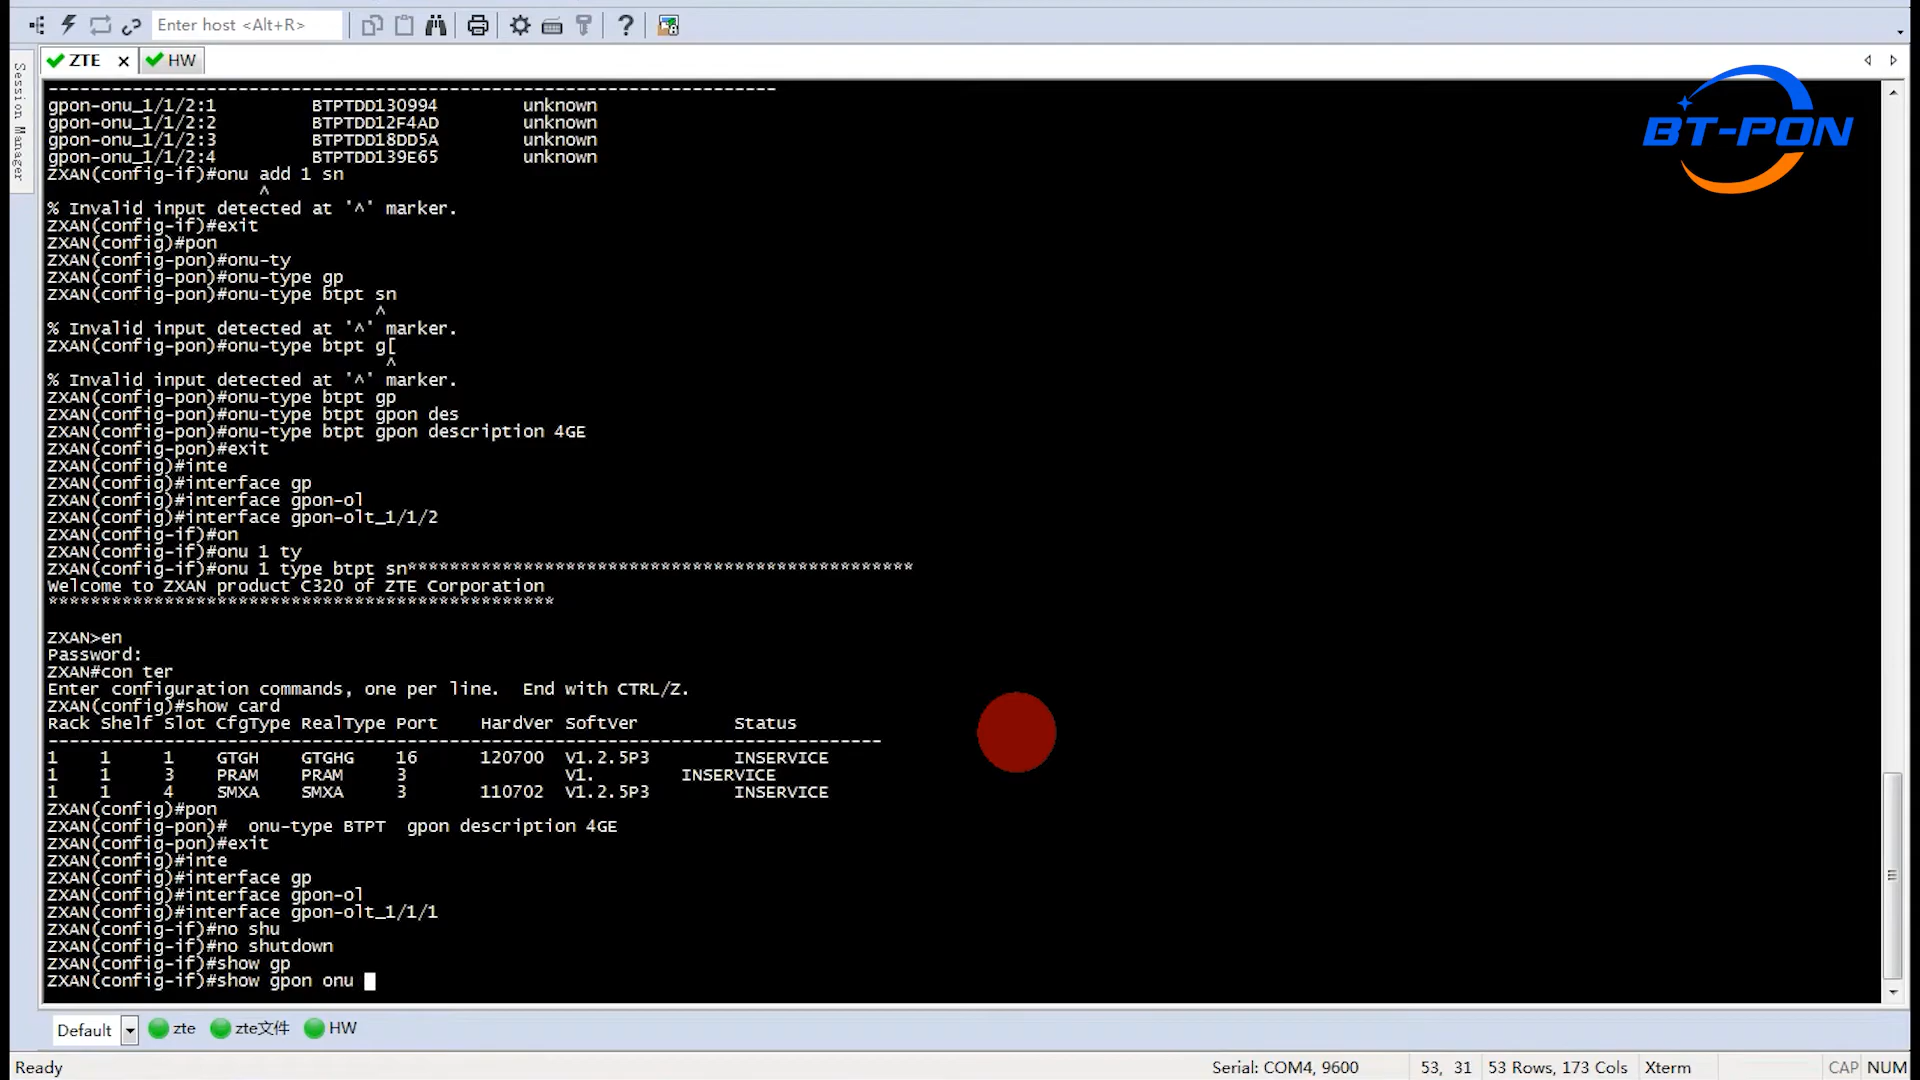 Enter host <Alt+R>
ZTE
HW
Session Manager
BT-PON
--------------------------------------------------------------------
gpon-onu_1/1/2:1 BTPTDD130994 unknown
gpon-onu_1/1/2:2 BTPTDD12F4AD unknown
gpon-onu_1/1/2:3 BTPTDD18DD5A unknown
gpon-onu_1/1/2:4 BTPTDD139E65 unknown
ZXAN(config-if)#onu add 1 sn
^
% Invalid input detected at '^' marker.
ZXAN(config-if)#exit
ZXAN(config)#pon
ZXAN(config-pon)#onu-ty
ZXAN(config-pon)#onu-type gp
ZXAN(config-pon)#onu-type btpt sn
^
% Invalid input detected at '^' marker.
ZXAN(config-pon)#onu-type btpt g[
^
% Invalid input detected at '^' marker.
ZXAN(config-pon)#onu-type btpt gp
ZXAN(config-pon)#onu-type btpt gpon des
ZXAN(config-pon)#onu-type btpt gpon description 4GE
ZXAN(config-pon)#exit
ZXAN(config)#inte
ZXAN(config)#interface gp
ZXAN(config)#interface gpon-ol
ZXAN(config)#interface gpon-olt_1/1/2
ZXAN(config-if)#on
ZXAN(config-if)#onu 1 ty
ZXAN(config-if)#onu 1 type btpt sn************************************************
Welcome to ZXAN product C320 of ZTE Corporation
************************************************
ZXAN>en
Password:
ZXAN#con ter
Enter configuration commands, one per line. End with CTRL/Z.
ZXAN(config)#show card
Rack Shelf Slot CfgType RealType Port HardVer SoftVer Status
-------------------------------------------------------------------------------
1 1 1 GTGH GTGHG 16 120700 V1.2.5P3 INSERVICE
1 1 3 PRAM PRAM 3 V1. INSERVICE
1 1 4 SMXA SMXA 3 110702 V1.2.5P3 INSERVICE
ZXAN(config)#pon
ZXAN(config-pon)# onu-type BTPT gpon description 4GE
ZXAN(config-pon)#exit
ZXAN(config)#inte
ZXAN(config)#interface gp
ZXAN(config)#interface gpon-ol
ZXAN(config)#interface gpon-olt_1/1/1
ZXAN(config-if)#no shu
ZXAN(config-if)#no shutdown
ZXAN(config-if)#show gp
ZXAN(config-if)#show gpon onu
Default
zte
zte文件
HW
Ready
Serial: COM4, 9600
53, 31
53 Rows, 173 Cols
Xterm
CAP
NUM